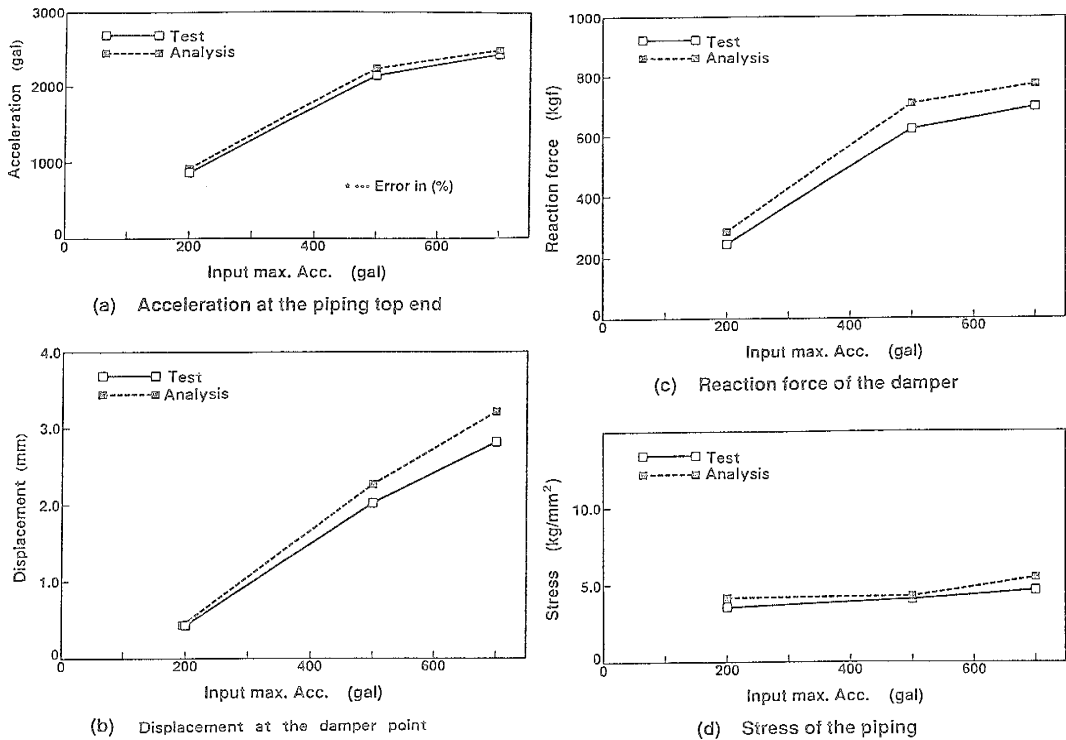 3000
2000
1000
0
Acceleration (gal)
Test
Analysis
Error in (%)
0 200 400 600
Input max. Acc. (gal)
(a) Acceleration at the piping top end
4.0
3.0
2.0
1.0
0
Displacement (mm)
Test
Analysis
0 200 400 600
Input max. Acc. (gal)
(b) Displacement at the damper point
1000
800
600
400
200
0
Reaction force (kgf)
Test
Analysis
0 200 400 600
Input max. Acc. (gal)
(c) Reaction force of the damper
10.0
5.0
0
Stress (kg/mm²)
Test
Analysis
0 200 400 600
Input max. Acc. (gal)
(d) Stress of the piping